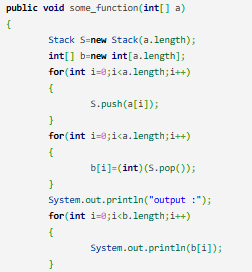 public void some_function(int[] a)
{
Stack S=new Stack(a.length);
int[] b=new int[a.length];
for(int i=0;i<a.length;i++)
{
S.push(a[i]);
}
for(int i=0;i<a.length;i++)
{
b[i]=(int)(S.pop());
}
System.out.println("output :");
for(int i=0;i<b.length;i++)
{
System.out.println(b[i]);
}